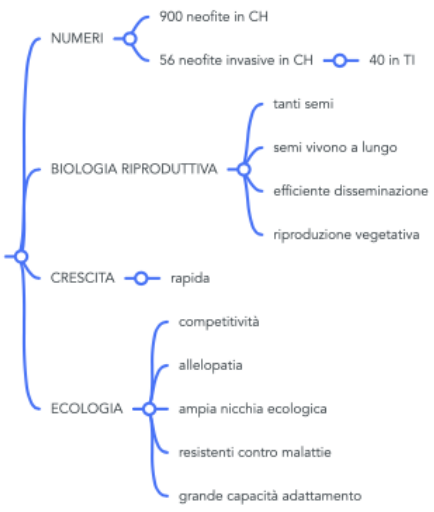 900 neofite in CH
NUMERI
56 neofite invasive in CH
40 in TI
tanti semi
semi vivono a lungo
BIOLOGIA RIPRODUTTIVA
efficiente disseminazione
riproduzione vegetativa
CRESCITA
rapida
competitività
allelopatia
ECOLOGIA
ampia nicchia ecologica
resistenti contro malattie
grande capacità adattamento